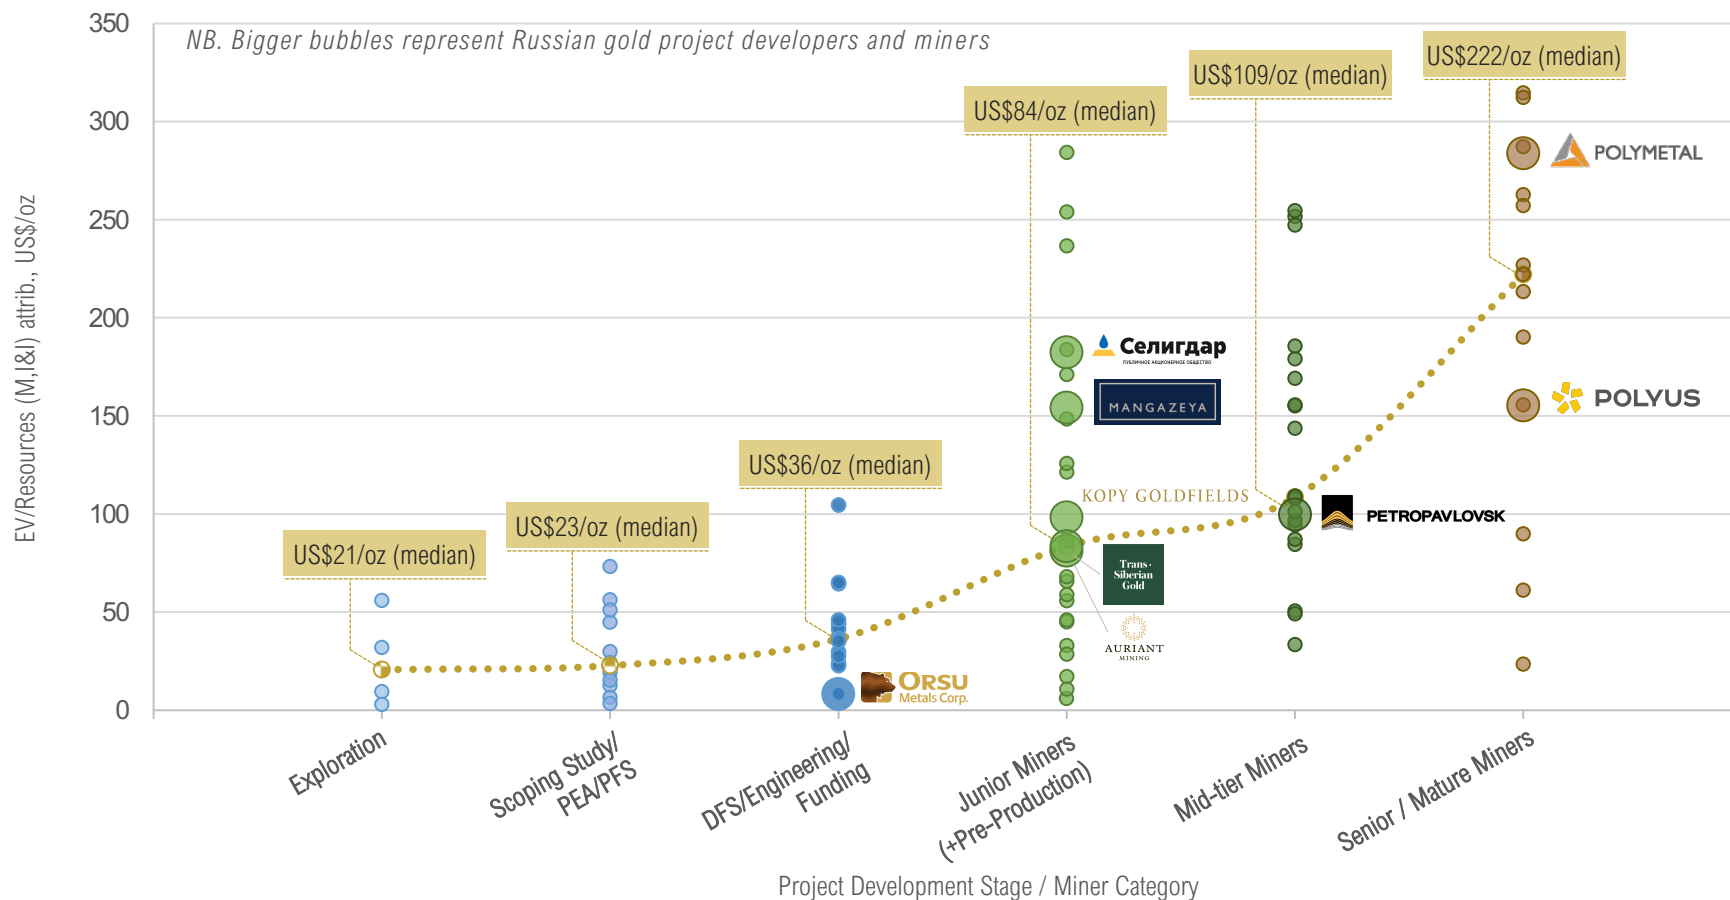 350
NB. Bigger bubbles represent Russian gold project developers and miners
US$222/oz (median)
US$109/oz (median)
US$84/oz (median)
300
POLYMETAL
250
EV/Resources (M,I&I) attrib., US$/oz
200
Селигдар
ПУБЛИЧНОЕ АКЦИОНЕРНОЕ ОБЩЕСТВО
MANGAZEYA
POLYUS
150
US$36/oz (median)
KOPY GOLDFIELDS
100
PETROPAVLOVSK
US$23/oz (median)
US$21/oz (median)
Trans-
Siberian
Gold
50
AURIANT
MINING
ORSU
Metals Corp.
0
Exploration
Scoping Study/
PEA/PFS
DFS/Engineering/
Funding
Junior Miners
(+Pre-Production)
Mid-tier Miners
Senior / Mature Miners
Project Development Stage / Miner Category